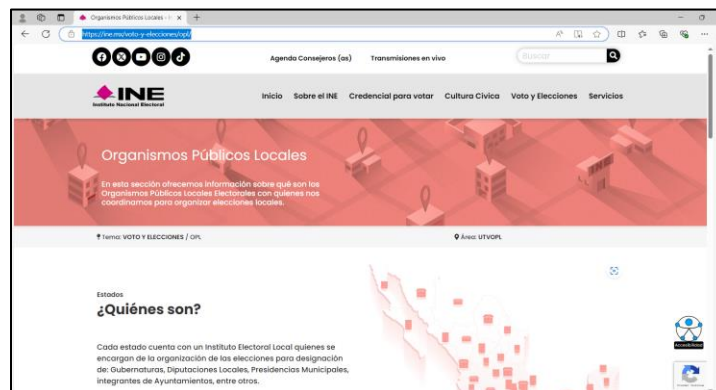 Organismos Públicos Locales - I
https://ine.mx/voto-y-elecciones/opl/
Agenda Consejeros (as) Transmisiones en vivo Buscar
INE
Instituto Nacional Electoral
Inicio Sobre el INE Credencial para votar Cultura Cívica Voto y Elecciones Servicios
Organismos Públicos Locales
En esta sección ofrecemos información sobre qué son los
Organismos Públicos Locales Electorales con quienes nos
coordinamos para organizar elecciones locales.
Tema: VOTO Y ELECCIONES / OPL Área: UTVOPL
Estados
¿Quiénes son?
Cada estado cuenta con un Instituto Electoral Local quienes se
encargan de la organización de las elecciones para designación
de: Gubernaturas, Diputaciones Locales, Presidencias Municipales,
integrantes de Ayuntamientos, entre otros.